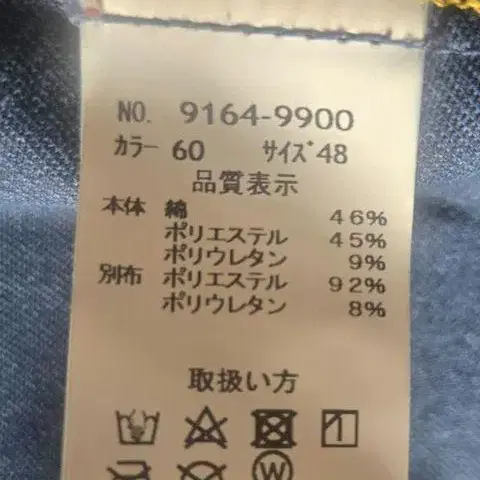 NO. 9164-9900
カラー 60 サイズ 48
品質表示
本体 綿 46%
ポリエステル 45%
ポリウレタン 9%
別布 ポリエステル 92%
ポリウレタン 8%
取扱い方
W